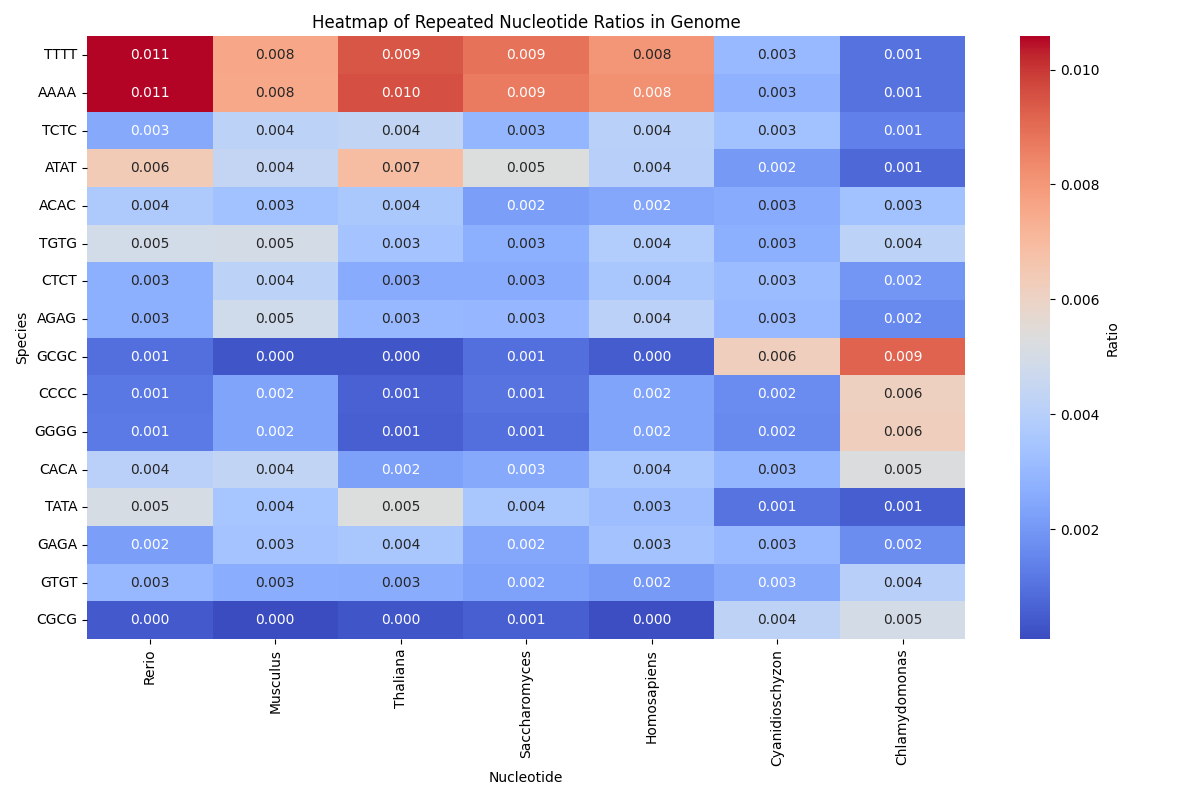 Heatmap of Repeated Nucleotide Ratios in Genome
TTTT 0.011 0.008 0.009 0.009 0.008 0.003 0.001
AAAA 0.011 0.008 0.010 0.009 0.008 0.003 0.001
TCTC 0.003 0.004 0.004 0.003 0.004 0.003 0.001
ATAT 0.006 0.004 0.007 0.005 0.004 0.002 0.001
ACAC 0.004 0.003 0.004 0.002 0.002 0.003 0.003
TGTG 0.005 0.005 0.003 0.003 0.004 0.003 0.004
CTCT 0.003 0.004 0.003 0.003 0.004 0.003 0.002
AGAG 0.003 0.005 0.003 0.003 0.004 0.003 0.002
GCGC 0.001 0.000 0.000 0.001 0.000 0.006 0.009
CCCC 0.001 0.002 0.001 0.001 0.002 0.002 0.006
GGGG 0.001 0.002 0.001 0.001 0.002 0.002 0.006
CACA 0.004 0.004 0.002 0.003 0.004 0.003 0.005
TATA 0.005 0.004 0.005 0.004 0.003 0.001 0.001
GAGA 0.002 0.003 0.004 0.002 0.003 0.003 0.002
GTGT 0.003 0.003 0.003 0.002 0.002 0.003 0.004
CGCG 0.000 0.000 0.000 0.001 0.000 0.004 0.005
Species
Rerio
Musculus
Thaliana
Saccharomyces
Homosapiens
Cyanidioschyzon
Chlamydomonas
Nucleotide
0.010
0.008
0.006
0.004
0.002
Ratio